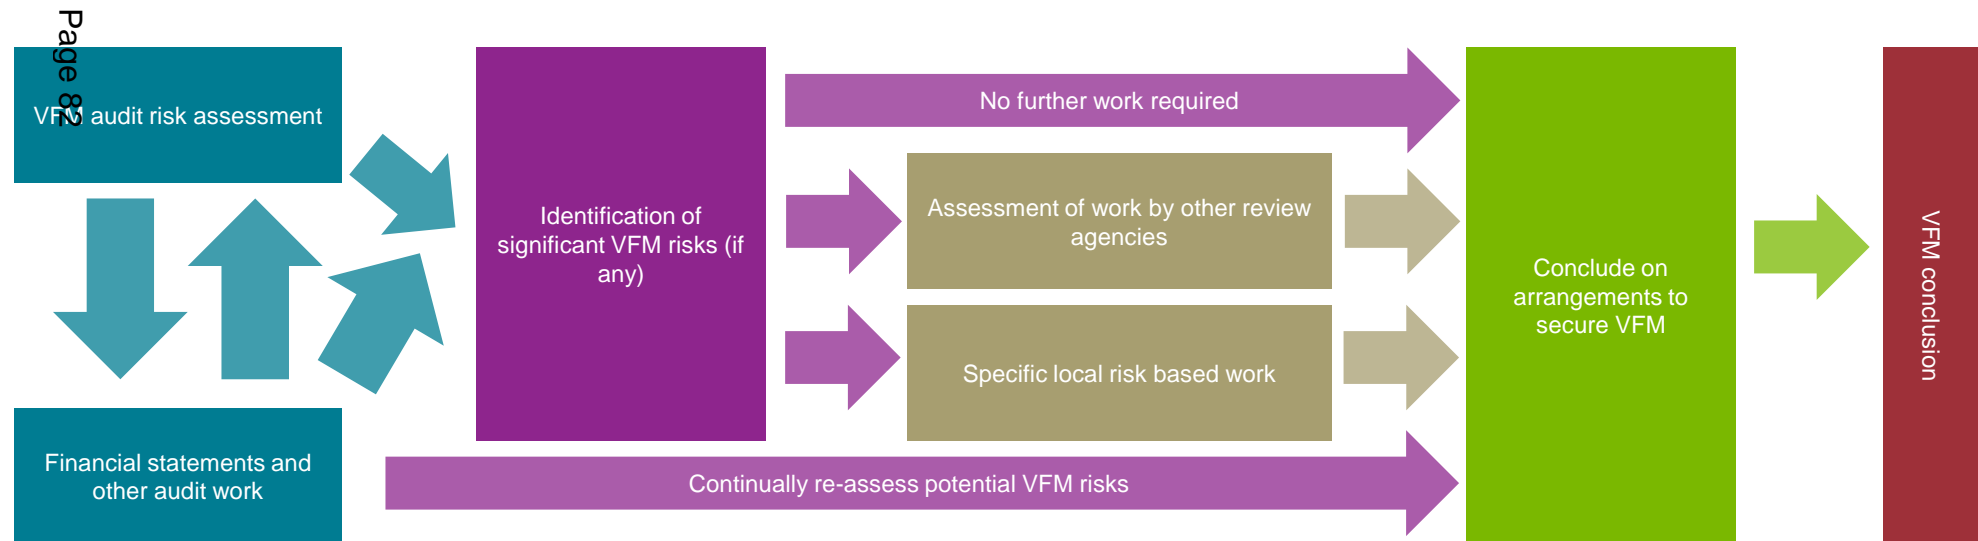 Page 82
VFM audit risk assessment
Financial statements and
other audit work
Identification of
significant VFM risks (if
any)
No further work required
Assessment of work by other review
agencies
Specific local risk based work
Continually re-assess potential VFM risks
Conclude on
arrangements to
secure VFM
VFM conclusion